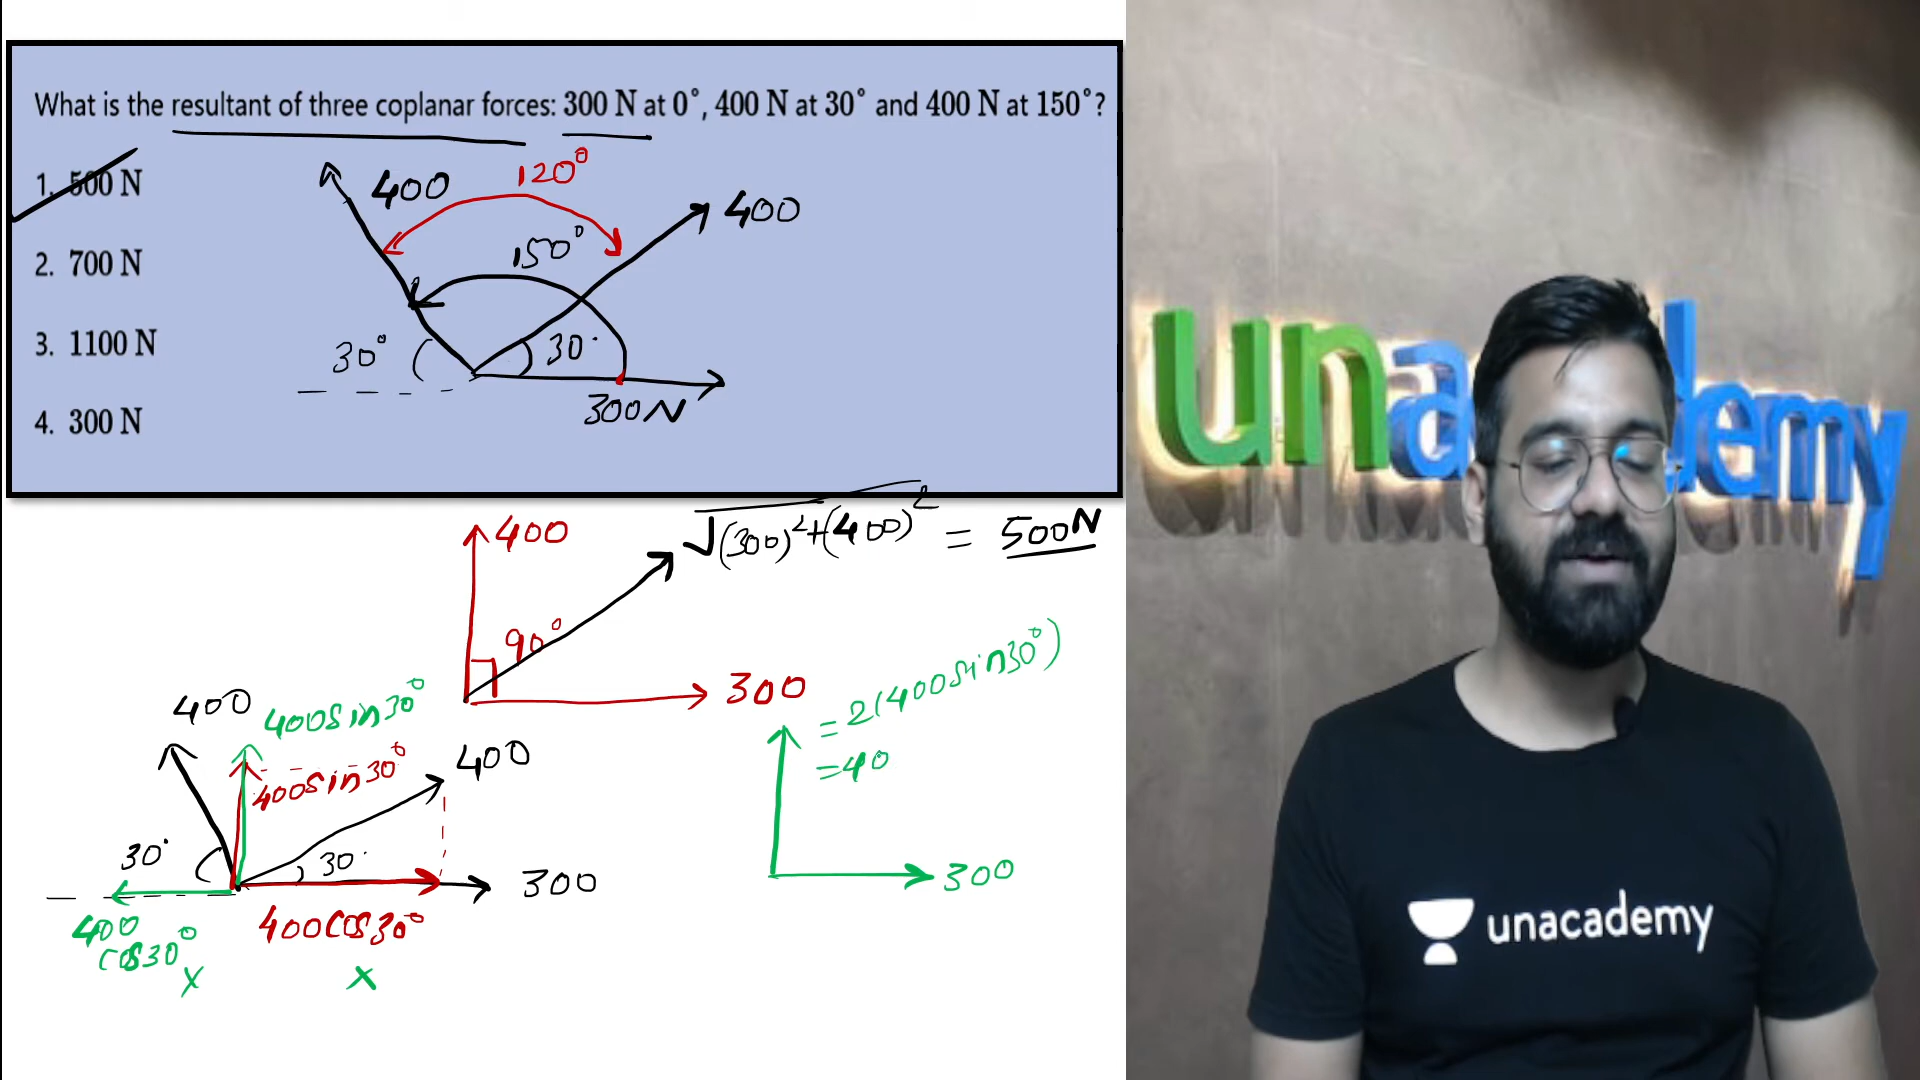 What is the resultant of three coplanar forces: 300 N at 0°, 400 N at 30° and 400 N at 150°?
1. 500 N
2. 700 N
3. 1100 N
4. 300 N
400
120°
400
150°
30°
30°
300N
400
√(300)²+(400)² = 500N
90°
300
400
400sin30°
400sin30°
400
30°
30°
300
400
cos30°
x
400cos30°
x
=2(400sin30°)
=40
300
unacademy
unacademy